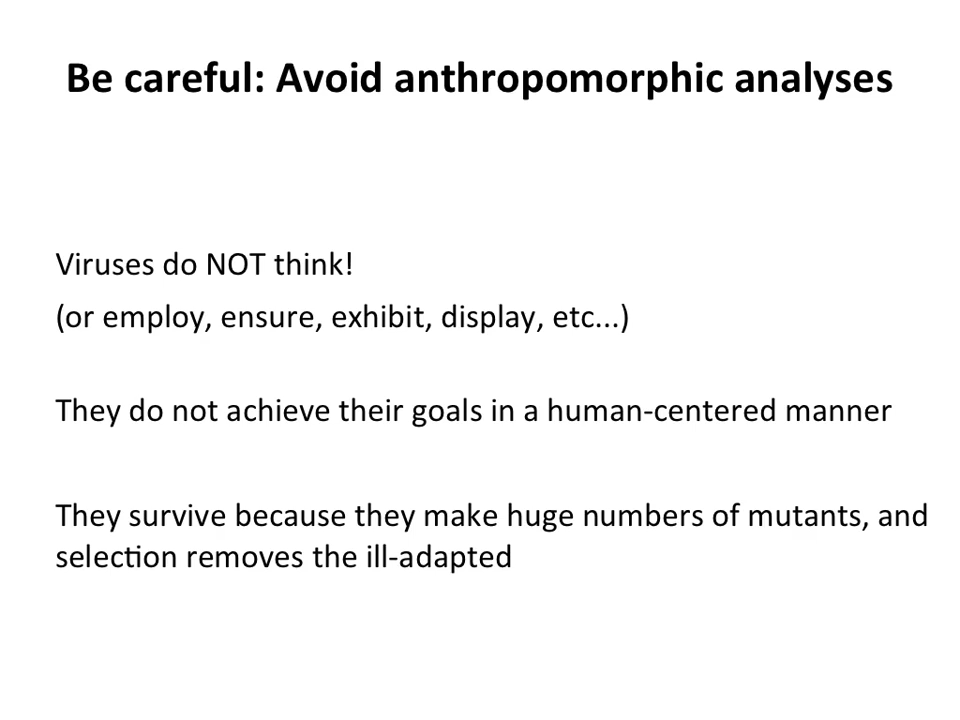 Be careful: Avoid anthropomorphic analyses
Viruses do NOT think!
(or employ, ensure, exhibit, display, etc...)
They do not achieve their goals in a human-centered manner
They survive because they make huge numbers of mutants, and
selection removes the ill-adapted